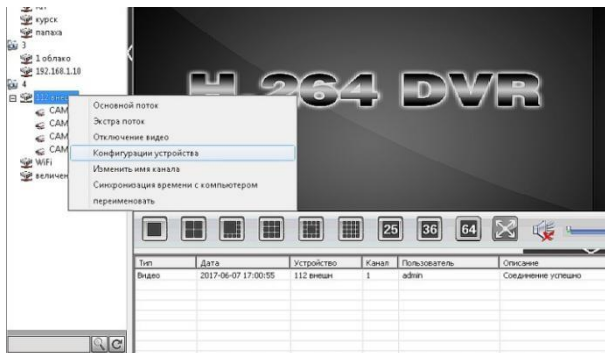 курск
папаха
3
1 облако
192.168.1.18
4
112 внешн
CAM
CAM
CAM
CAM
WiFi
величен
Основной поток
Экстра поток
Отключение видео
Конфигурации устройства
Изменить имя канала
Синхронизация времени с компьютером
переименовать
H.264 DVR
25 36 64
Тип Дата Устройство Канал Пользователь Описание
Видео 2017-06-07 17:00:55 112 внешн 1 admin Соединение успешно